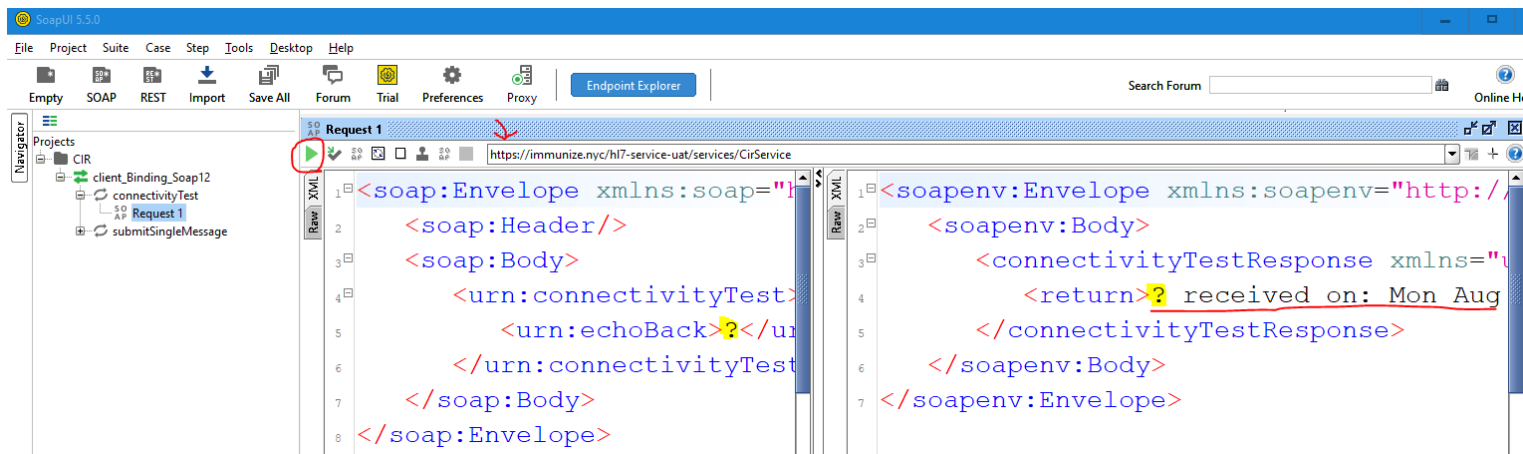 SoapUI 5.5.0
File Project Suite Case Step Tools Desktop Help
Empty SOAP REST Import Save All Forum Trial Preferences Proxy Endpoint Explorer Search Forum Online He
Navigator
Projects
CIR
client_Binding_Soap12
connectivityTest
Request 1
submitSingleMessage
Request 1
https://immunize.nyc/hl7-service-uat/services/CirService
XML
Raw
1 <soap:Envelope xmlns:soap="h
2 <soap:Header/>
3 <soap:Body>
4 <urn:connectivityTest>
5 <urn:echoBack>?</ur
6 </urn:connectivityTest
7 </soap:Body>
8 </soap:Envelope>
XML
Raw
1 <soapenv:Envelope xmlns:soapenv="http://
2 <soapenv:Body>
3 <connectivityTestResponse xmlns="u
4 <return>? received on: Mon Aug
5 </connectivityTestResponse>
6 </soapenv:Body>
7 </soapenv:Envelope>